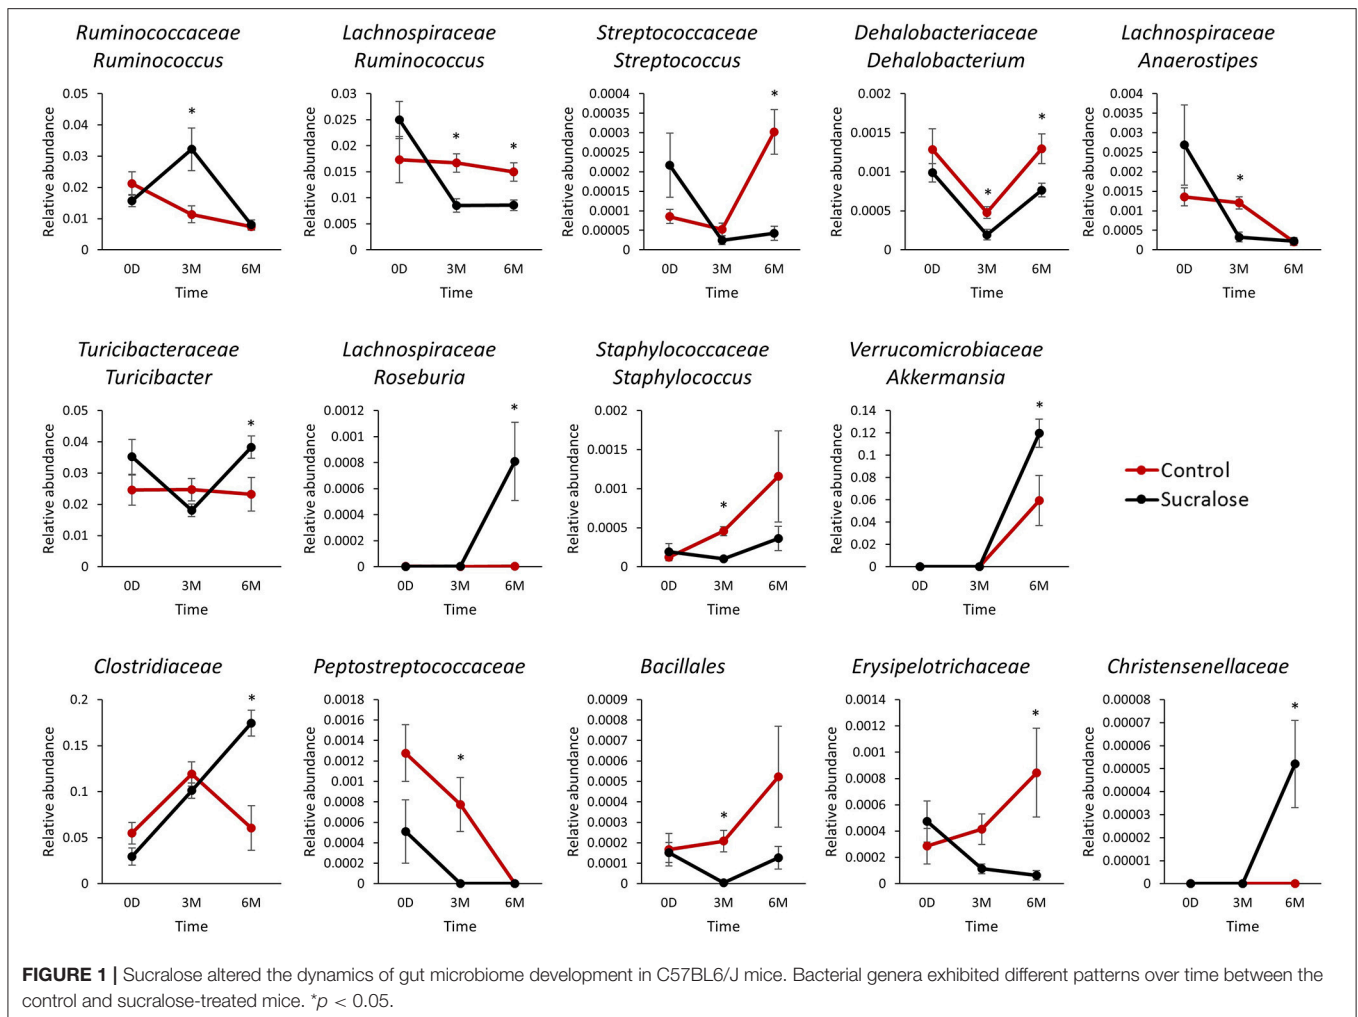 Ruminococcaceae
Ruminococcus
Relative abundance
0.05
0.04
0.03
0.02
0.01
0
*
0D 3M 6M
Time
Lachnospiraceae
Ruminococcus
Relative abundance
0.03
0.025
0.02
0.015
0.01
0.005
0
*
*
0D 3M 6M
Time
Streptococcaceae
Streptococcus
Relative abundance
0.0004
0.00035
0.0003
0.00025
0.0002
0.00015
0.0001
0.00005
0
*
0D 3M 6M
Time
Dehalobacteriaceae
Dehalobacterium
Relative abundance
0.002
0.0015
0.001
0.0005
0
*
*
0D 3M 6M
Time
Lachnospiraceae
Anaerostipes
Relative abundance
0.004
0.0035
0.003
0.0025
0.002
0.0015
0.001
0.0005
0
*
0D 3M 6M
Time
Turicibacteraceae
Turicibacter
Relative abundance
0.05
0.04
0.03
0.02
0.01
0
*
0D 3M 6M
Time
Lachnospiraceae
Roseburia
Relative abundance
0.0012
0.001
0.0008
0.0006
0.0004
0.0002
0
*
0D 3M 6M
Time
Staphylococcaceae
Staphylococcus
Relative abundance
0.002
0.0015
0.001
0.0005
0
*
0D 3M 6M
Time
Verrucomicrobiaceae
Akkermansia
Relative abundance
0.14
0.12
0.10
0.08
0.06
0.04
0.02
0
*
0D 3M 6M
Time
Control
Sucralose
Clostridiaceae
Relative abundance
0.2
0.15
0.1
0.05
0
*
0D 3M 6M
Time
Peptostreptococcaceae
Relative abundance
0.0018
0.0016
0.0014
0.0012
0.001
0.0008
0.0006
0.0004
0.0002
0
*
0D 3M 6M
Time
Bacillales
Relative abundance
0.0009
0.0008
0.0007
0.0006
0.0005
0.0004
0.0003
0.0002
0.0001
0
*
0D 3M 6M
Time
Erysipelotrichaceae
Relative abundance
0.0014
0.0012
0.001
0.0008
0.0006
0.0004
0.0002
0
*
0D 3M 6M
Time
Christensenellaceae
Relative abundance
0.00008
0.00007
0.00006
0.00005
0.00004
0.00003
0.00002
0.00001
0
*
0D 3M 6M
Time
FIGURE 1 | Sucralose altered the dynamics of gut microbiome development in C57BL6/J mice. Bacterial genera exhibited different patterns over time between the
control and sucralose-treated mice. *p < 0.05.